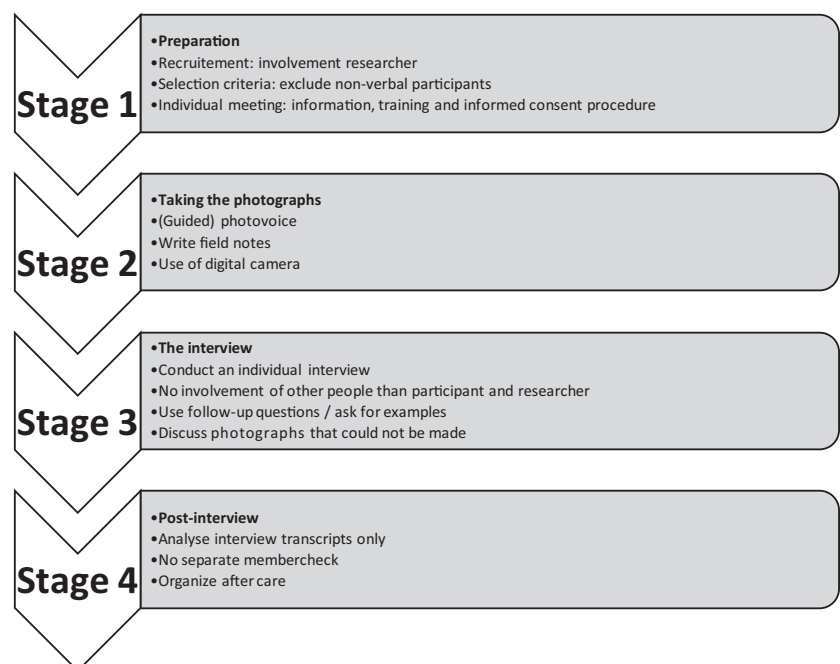 Stage 1
•Preparation
•Recruitement: involvement researcher
•Selection criteria: exclude non-verbal participants
•Individual meeting: information, training and informed consent procedure
Stage 2
•Taking the photographs
•(Guided) photovoice
•Write field notes
•Use of digital camera
Stage 3
•The interview
•Conduct an individual interview
•No involvement of other people than participant and researcher
•Use follow-up questions / ask for examples
•Discuss photographs that could not be made
Stage 4
•Post-interview
•Analyse interview transcripts only
•No separate membercheck
•Organize after care